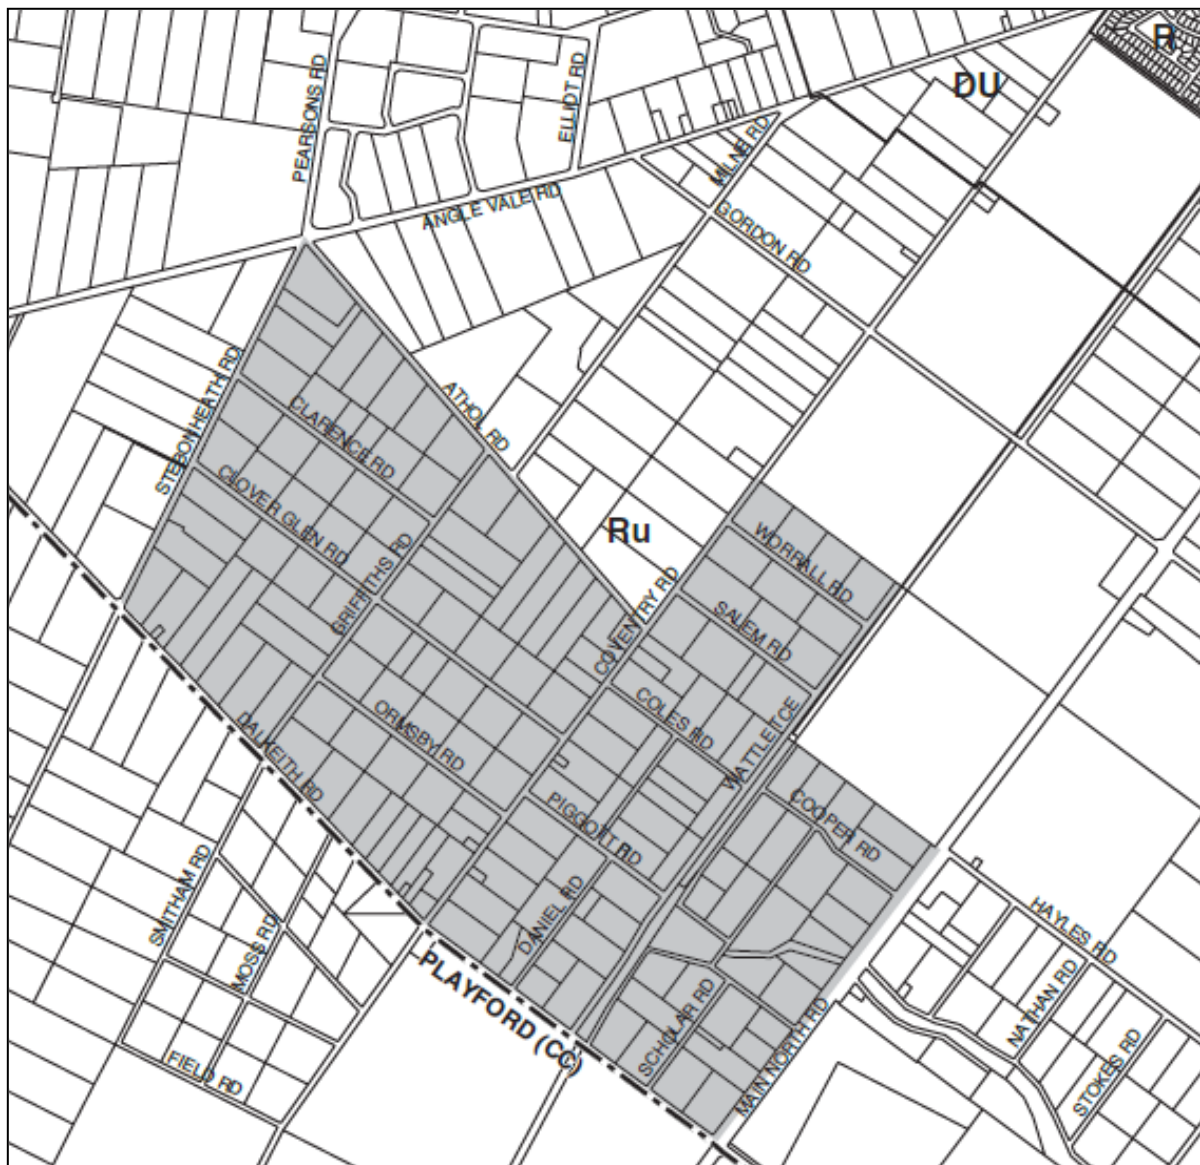 R
DU
PEARSONS RD
ELLIOT RD
MILNE RD
ANGLE VALE RD
GORDON RD
STEBONHEATH RD
ATHOL RD
CLARENCE RD
CLOVER GLEN RD
GRIFFITHS RD
Ru
COVENTRY RD
WORRALL RD
SALEM RD
COLES RD
WATTLE TCE
ORMSBY RD
DALKEITH RD
PIGGOTT RD
COOPER RD
DANIEL RD
SMITHAM RD
MOSS RD
HAYLES RD
PLAYFORD (CC)
SCHOLAR RD
MAIN NORTH RD
NATHAN RD
STOKES RD
FIELD RD